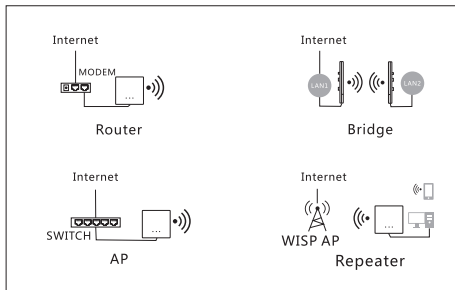 Internet
MODEM
Router
Internet
LAN1
LAN2
Bridge
Internet
SWITCH
AP
Internet
WISP AP
Repeater